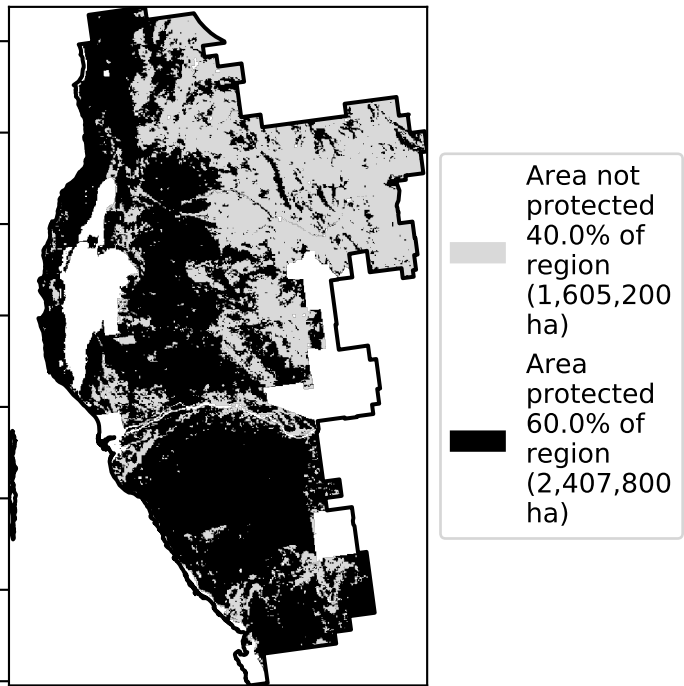 Area not
protected
40.0% of
region
(1,605,200
ha)
Area
protected
60.0% of
region
(2,407,800
ha)